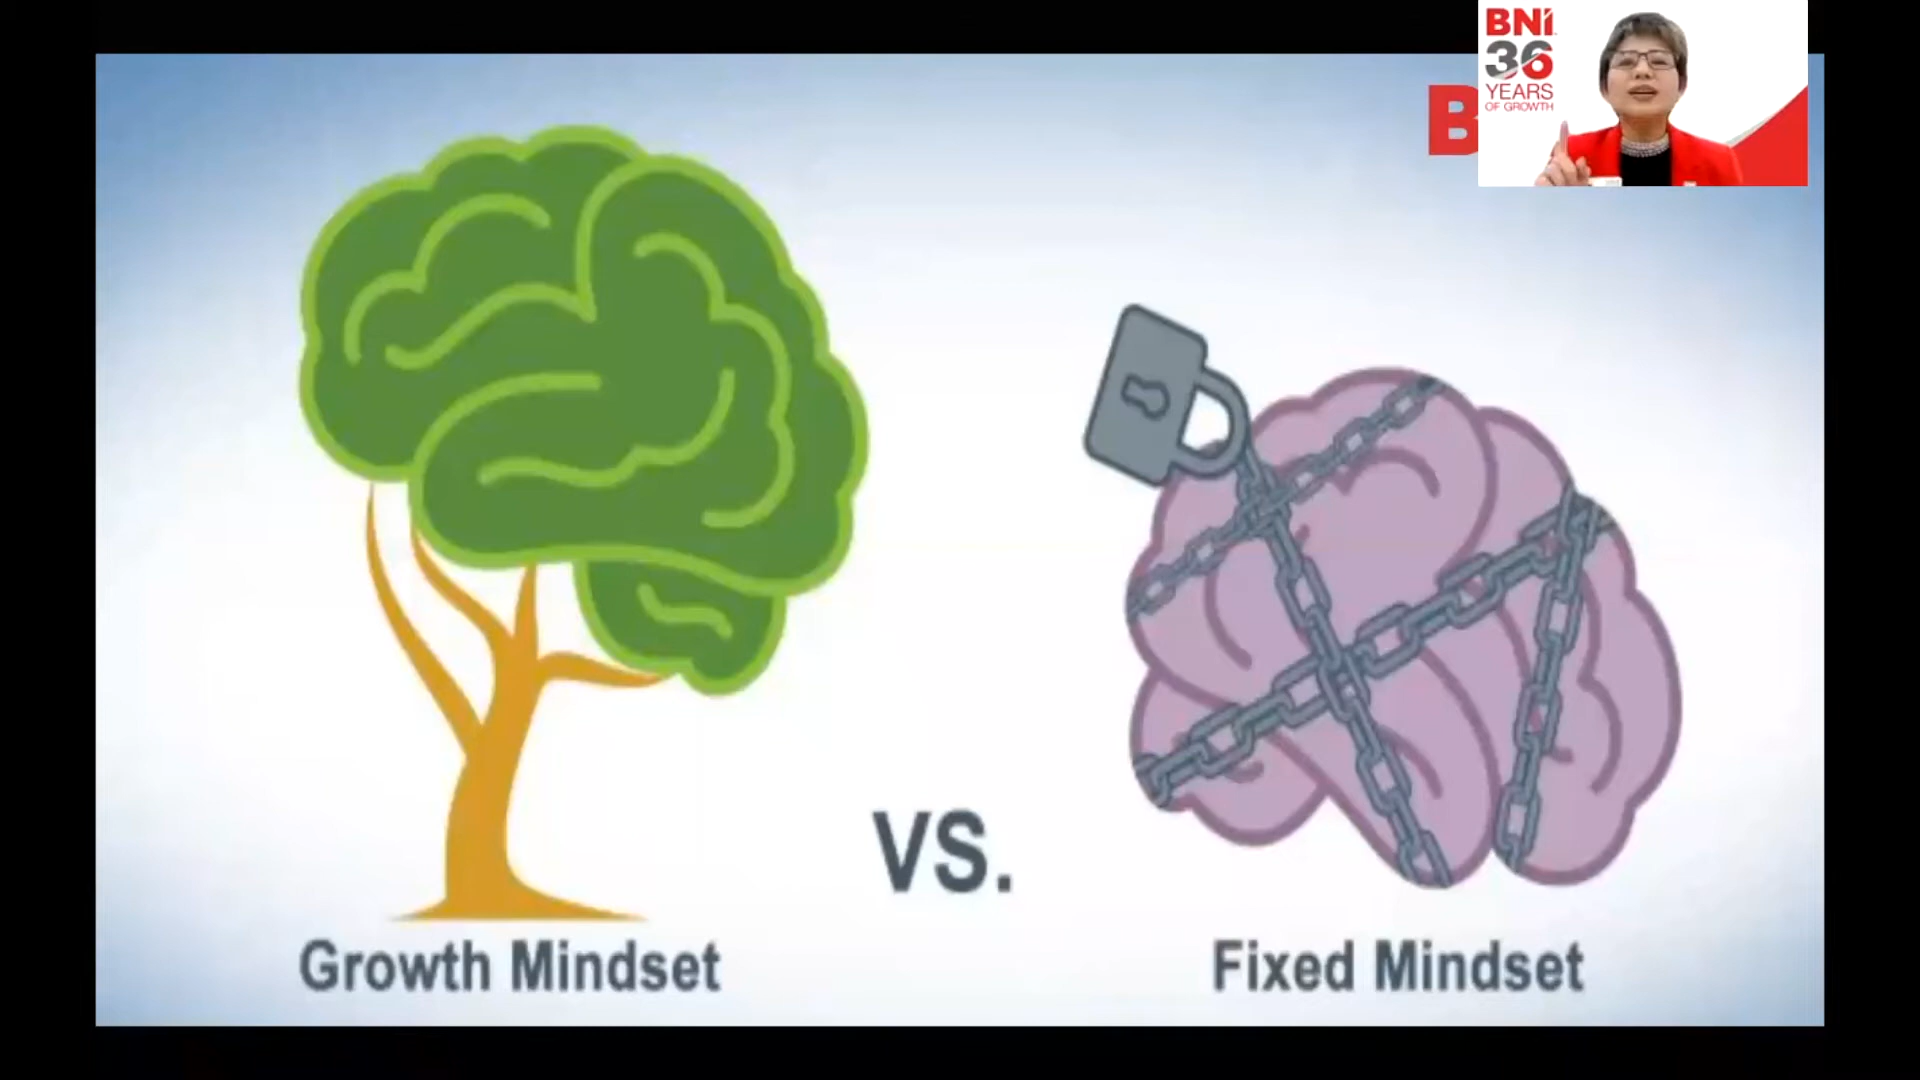 BNI
36
YEARS
OF GROWTH
B
VS.
Growth Mindset
Fixed Mindset